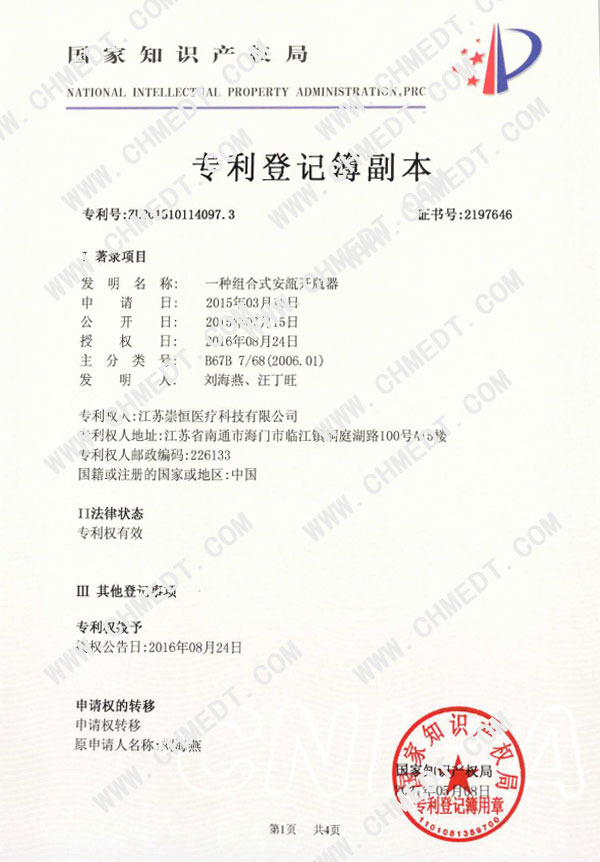 国家知识产权局
NATIONAL INTELLECTUAL PROPERTY ADMINISTRATION,PRC
专利登记簿副本
专利号:ZL201510114097.3 证书号:2197646
I 著录项目
发明名称: 一种组合式安瓿开瓶器
申请日: 2015年03月 日
公开日: 2015年 月15日
授权日: 2016年08月24日
主分类号: B67B 7/68(2006.01)
发明人: 刘海燕、汪丁旺
专利权人:江苏崇恒医疗科技有限公司
专利权人地址:江苏省南通市海门市临江镇洞庭湖路100号A 5楼
专利权人邮政编码:226133
国籍或注册的国家或地区:中国
II法律状态
专利权有效
III 其他登记事项
专利权授予
授权公告日:2016年08月24日
申请权的转移
申请权转移
原申请人名称:刘海燕
国家知识产权局
年05月08日
国家知识产权局
专利登记簿用章
1101081359700
第1页 共4页
WWW.CHMEDT.COM